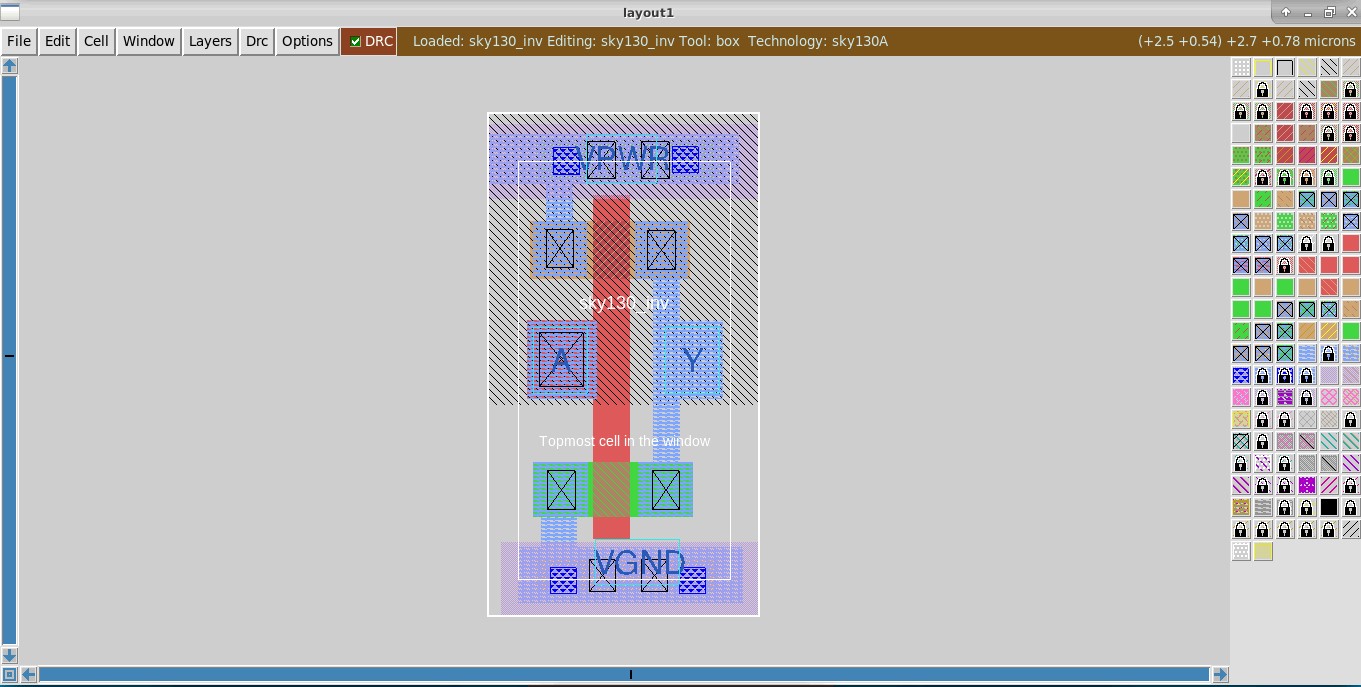 layout1
File Edit Cell Window Layers Drc Options DRC Loaded: sky130_inv Editing: sky130_inv Tool: box Technology: sky130A (+2.5 +0.54) +2.7 +0.78 microns
VPWR
sky130_inv
A Y
Topmost cell in the window
VGND